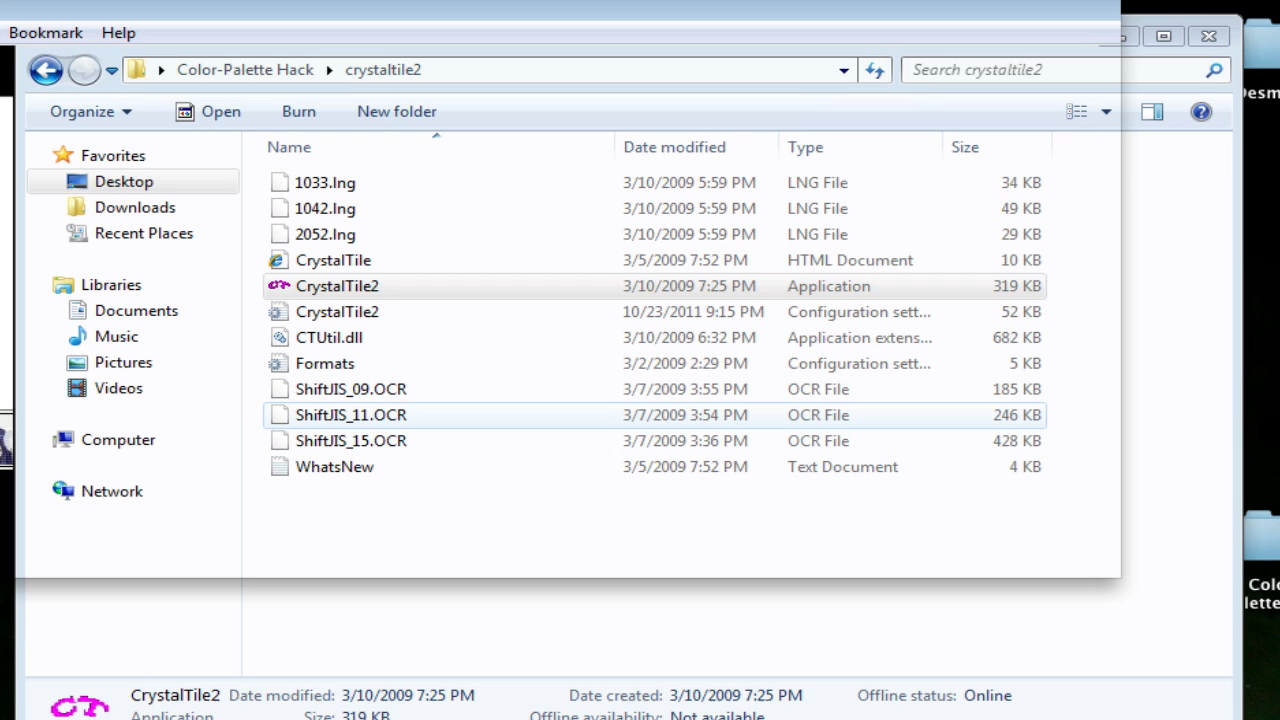 Bookmark Help
Color-Palette Hack crystaltile2 Search crystaltile2
Organize Open Burn New folder
Name Date modified Type Size
Favorites
Desktop
Downloads
Recent Places
Libraries
Documents
Music
Pictures
Videos
Computer
Network
1033.lng 3/10/2009 5:59 PM LNG File 34 KB
1042.lng 3/10/2009 5:59 PM LNG File 49 KB
2052.lng 3/10/2009 5:59 PM LNG File 29 KB
CrystalTile 3/5/2009 7:52 PM HTML Document 10 KB
CrystalTile2 3/10/2009 7:25 PM Application 319 KB
CrystalTile2 10/23/2011 9:15 PM Configuration sett... 52 KB
CTUtil.dll 3/10/2009 6:32 PM Application extens... 682 KB
Formats 3/2/2009 2:29 PM Configuration sett... 5 KB
ShiftJIS_09.OCR 3/7/2009 3:55 PM OCR File 185 KB
ShiftJIS_11.OCR 3/7/2009 3:54 PM OCR File 246 KB
ShiftJIS_15.OCR 3/7/2009 3:36 PM OCR File 428 KB
WhatsNew 3/5/2009 7:52 PM Text Document 4 KB
CT CrystalTile2 Date modified: 3/10/2009 7:25 PM Date created: 3/10/2009 7:25 PM Offline status: Online
Application Size: 319 KB Offline availability: Not available